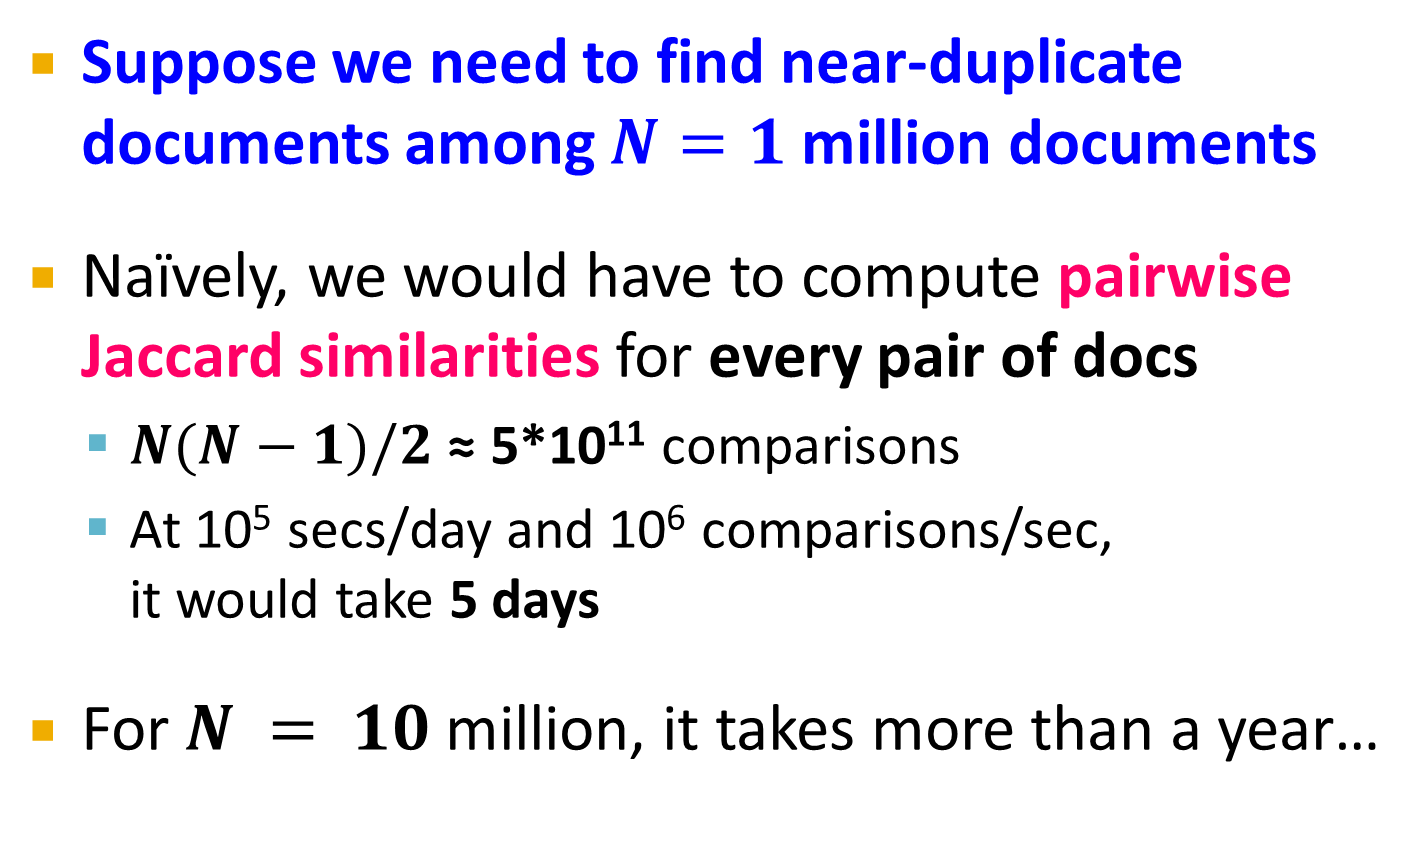 Suppose we need to find near-duplicate
documents among N = 1 million documents
Naïvely, we would have to compute pairwise
Jaccard similarities for every pair of docs
N(N − 1)/2 ≈ 5*10¹¹ comparisons
At 10⁵ secs/day and 10⁶ comparisons/sec,
it would take 5 days
For N = 10 million, it takes more than a year…